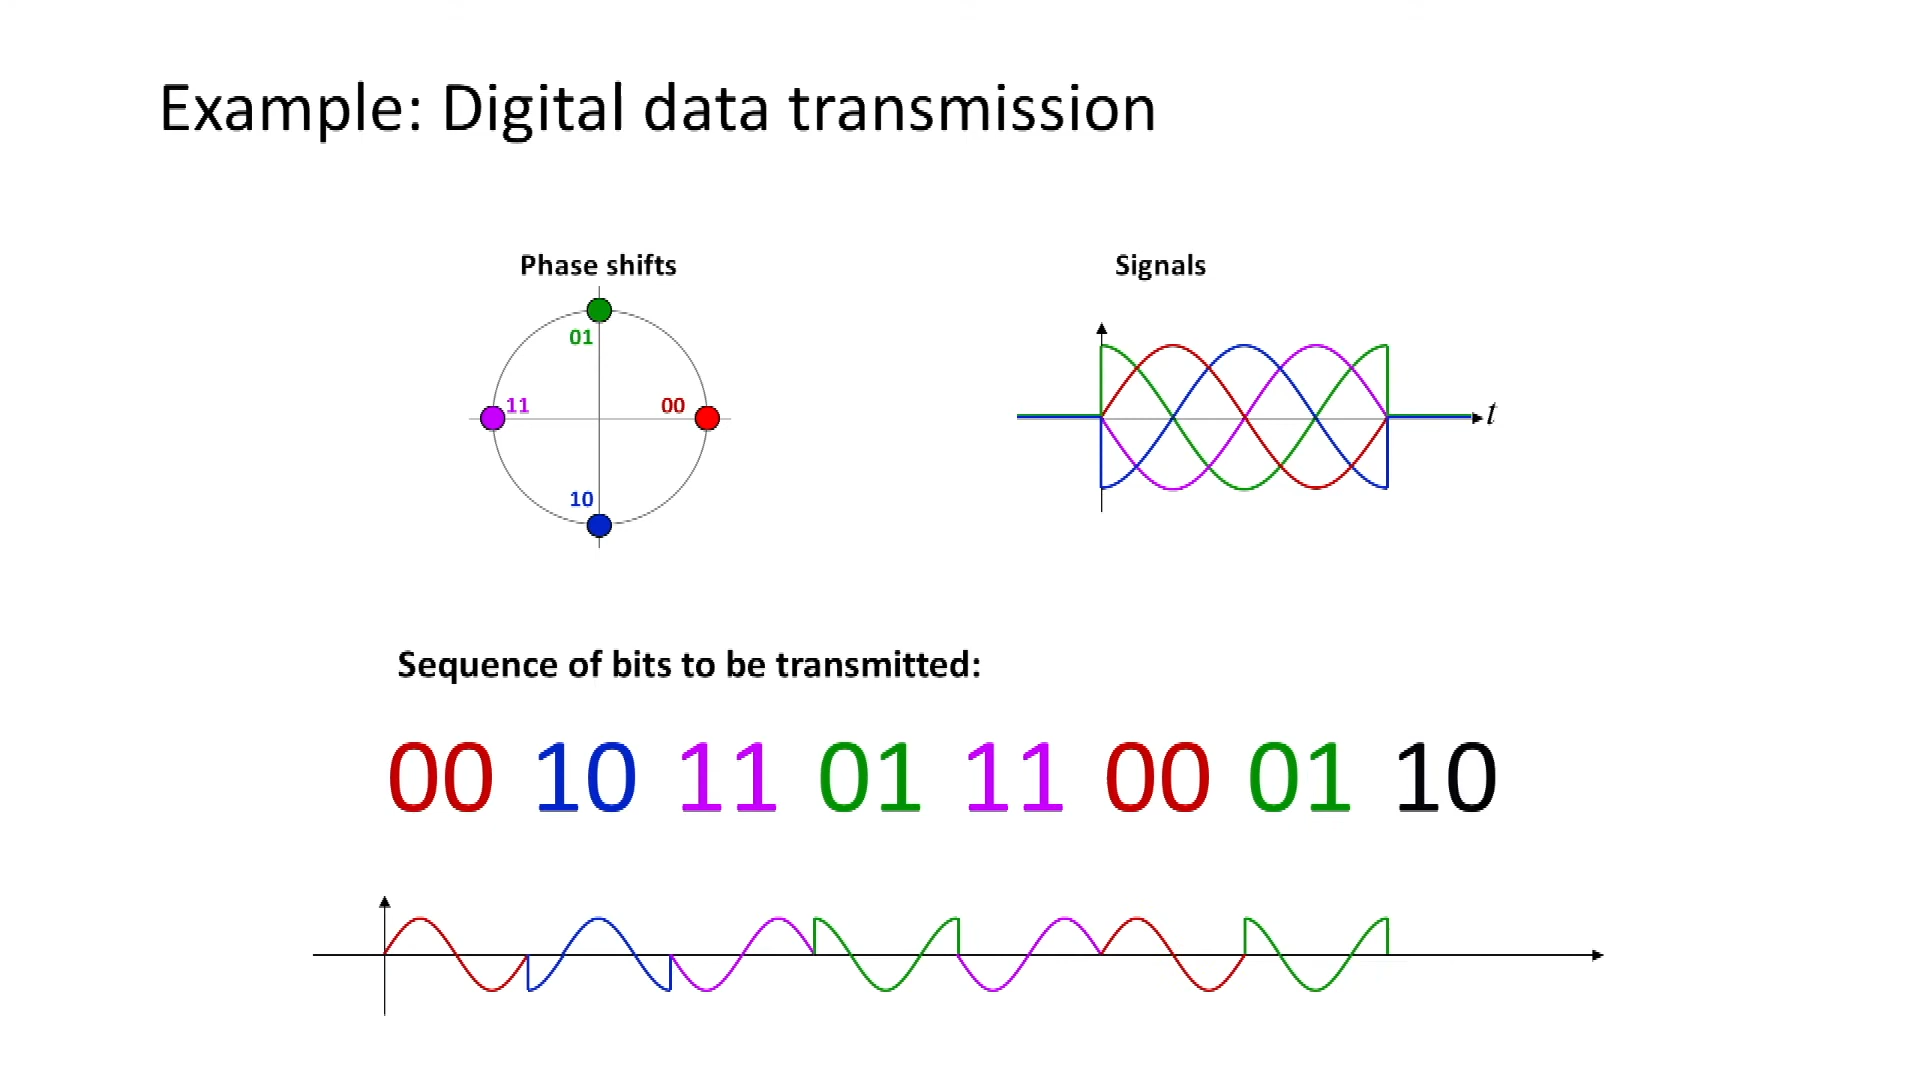 Example: Digital data transmission
Phase shifts
01
11
00
10
Signals
t
Sequence of bits to be transmitted:
00 10 11 01 11 00 01 10